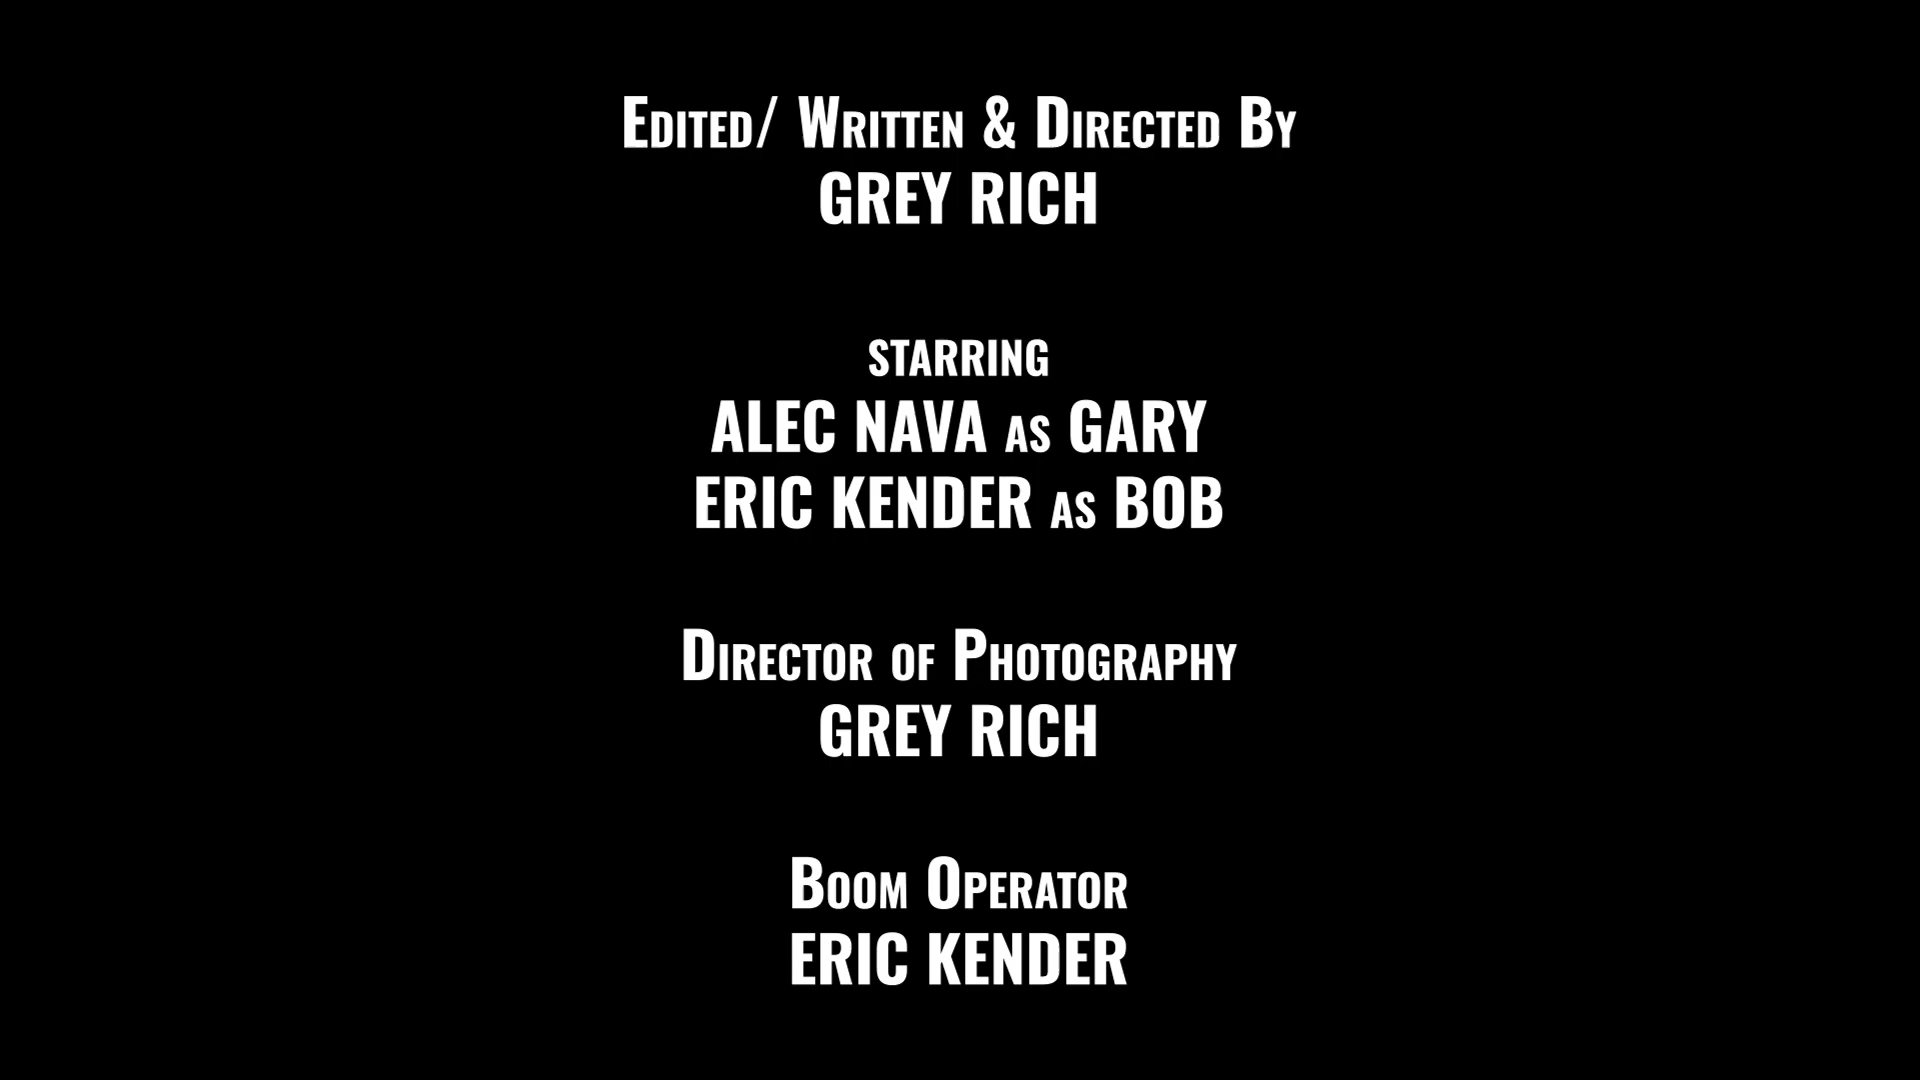 Edited/ Written & Directed By
GREY RICH
STARRING
ALEC NAVA AS GARY
ERIC KENDER AS BOB
Director of Photography
GREY RICH
Boom Operator
ERIC KENDER